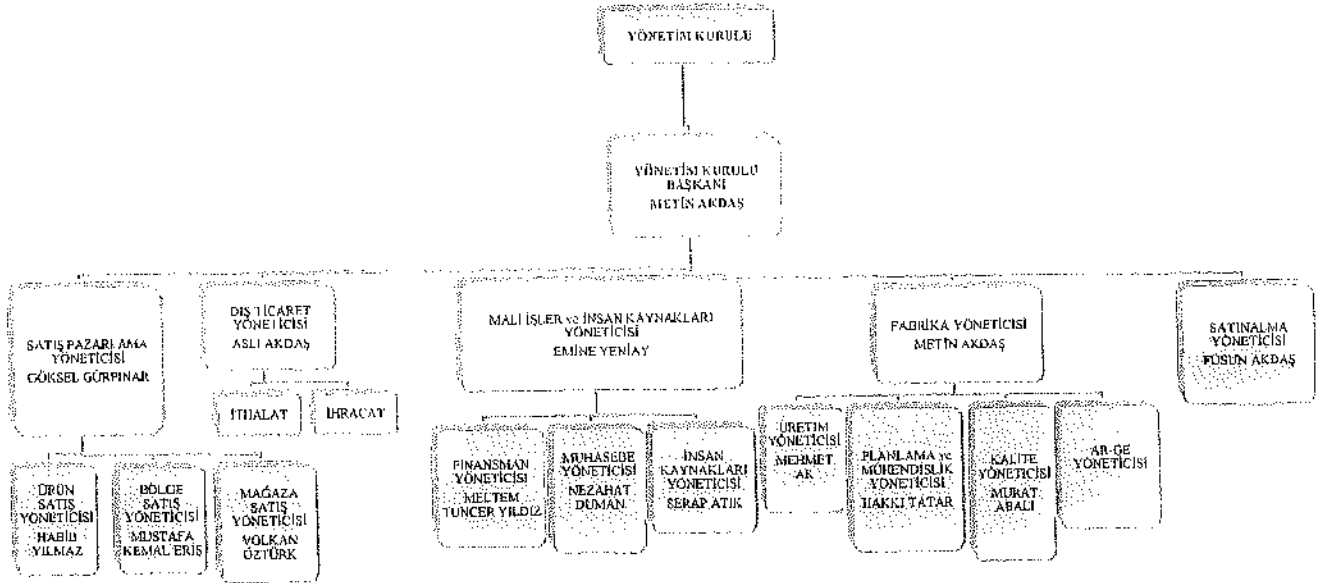 YÖNETİM KURULU
YÖNETİM KURULU
BAŞKANI
METİN AKDAŞ
SATIŞ PAZARLAMA
YÖNETİCİSİ
GÖKSEL GÜRPINAR
DIŞ TİCARET
YÖNETİCİSİ
ASLI AKDAŞ
MALİ İŞLER ve İNSAN KAYNAKLARI
YÖNETİCİSİ
EMİNE YENİAY
FABRİKA YÖNETİCİSİ
METİN AKDAŞ
SATINALMA
YÖNETİCİSİ
FÜSUN AKDAŞ
İTHALAT
İHRACAT
ÜRÜN
SATIŞ
YÖNETİCİSİ
HABİB
YILMAZ
BÖLGE
SATIŞ
YÖNETİCİSİ
MUSTAFA
KEMAL ERİŞ
MAĞAZA
SATIŞ
YÖNETİCİSİ
VOLKAN
ÖZTÜRK
FİNANSMAN
YÖNETİCİSİ
MELTEM
TUNCER YILDIZ
MUHASEBE
YÖNETİCİSİ
NEZAHAT
DUMAN
İNSAN
KAYNAKLARI
YÖNETİCİSİ
SERAP ATIK
ÜRETİM
YÖNETİCİSİ
MEHMET
AK
PLANLAMA ve
MÜHENDİSLİK
YÖNETİCİSİ
HAKKI TATAR
KALİTE
YÖNETİCİSİ
MURAT
ABALI
AR-GE
YÖNETİCİSİ